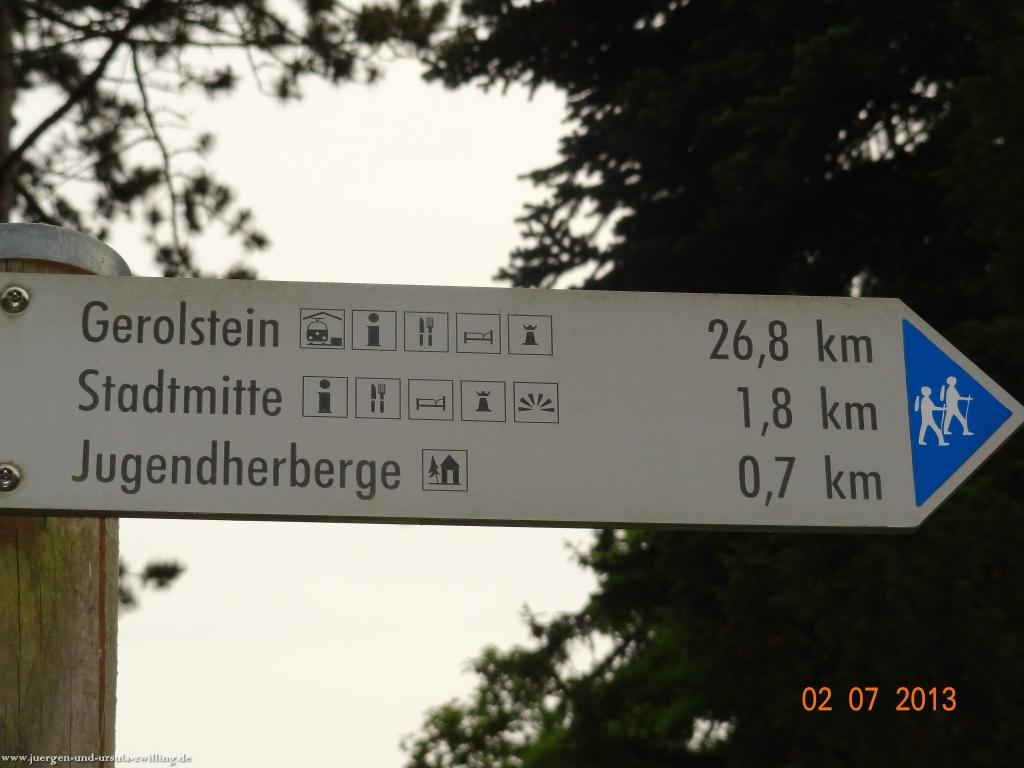 Gerolstein 26,8 km
Stadtmitte 1,8 km
Jugendherberge 0,7 km
02 07 2013
www.juergen-und-ursula-zwilling.de